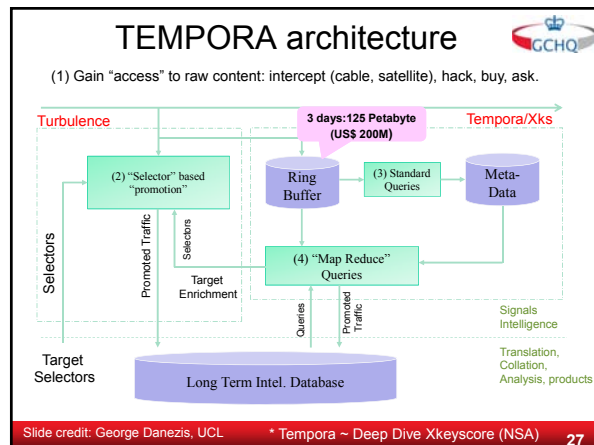 TEMPORA architecture
GCHQ
(1) Gain “access” to raw content: intercept (cable, satellite), hack, buy, ask.
Turbulence
3 days:125 Petabyte
(US$ 200M)
Tempora/Xks
(2) “Selector” based
“promotion”
Ring
Buffer
(3) Standard
Queries
Meta-
Data
Selectors
Promoted Traffic
Selectors
Target
Enrichment
(4) “Map Reduce”
Queries
Queries
Promoted
Traffic
Signals
Intelligence
Target
Selectors
Long Term Intel. Database
Translation,
Collation,
Analysis, products
Slide credit: George Danezis, UCL
* Tempora ~ Deep Dive Xkeyscore (NSA)
27